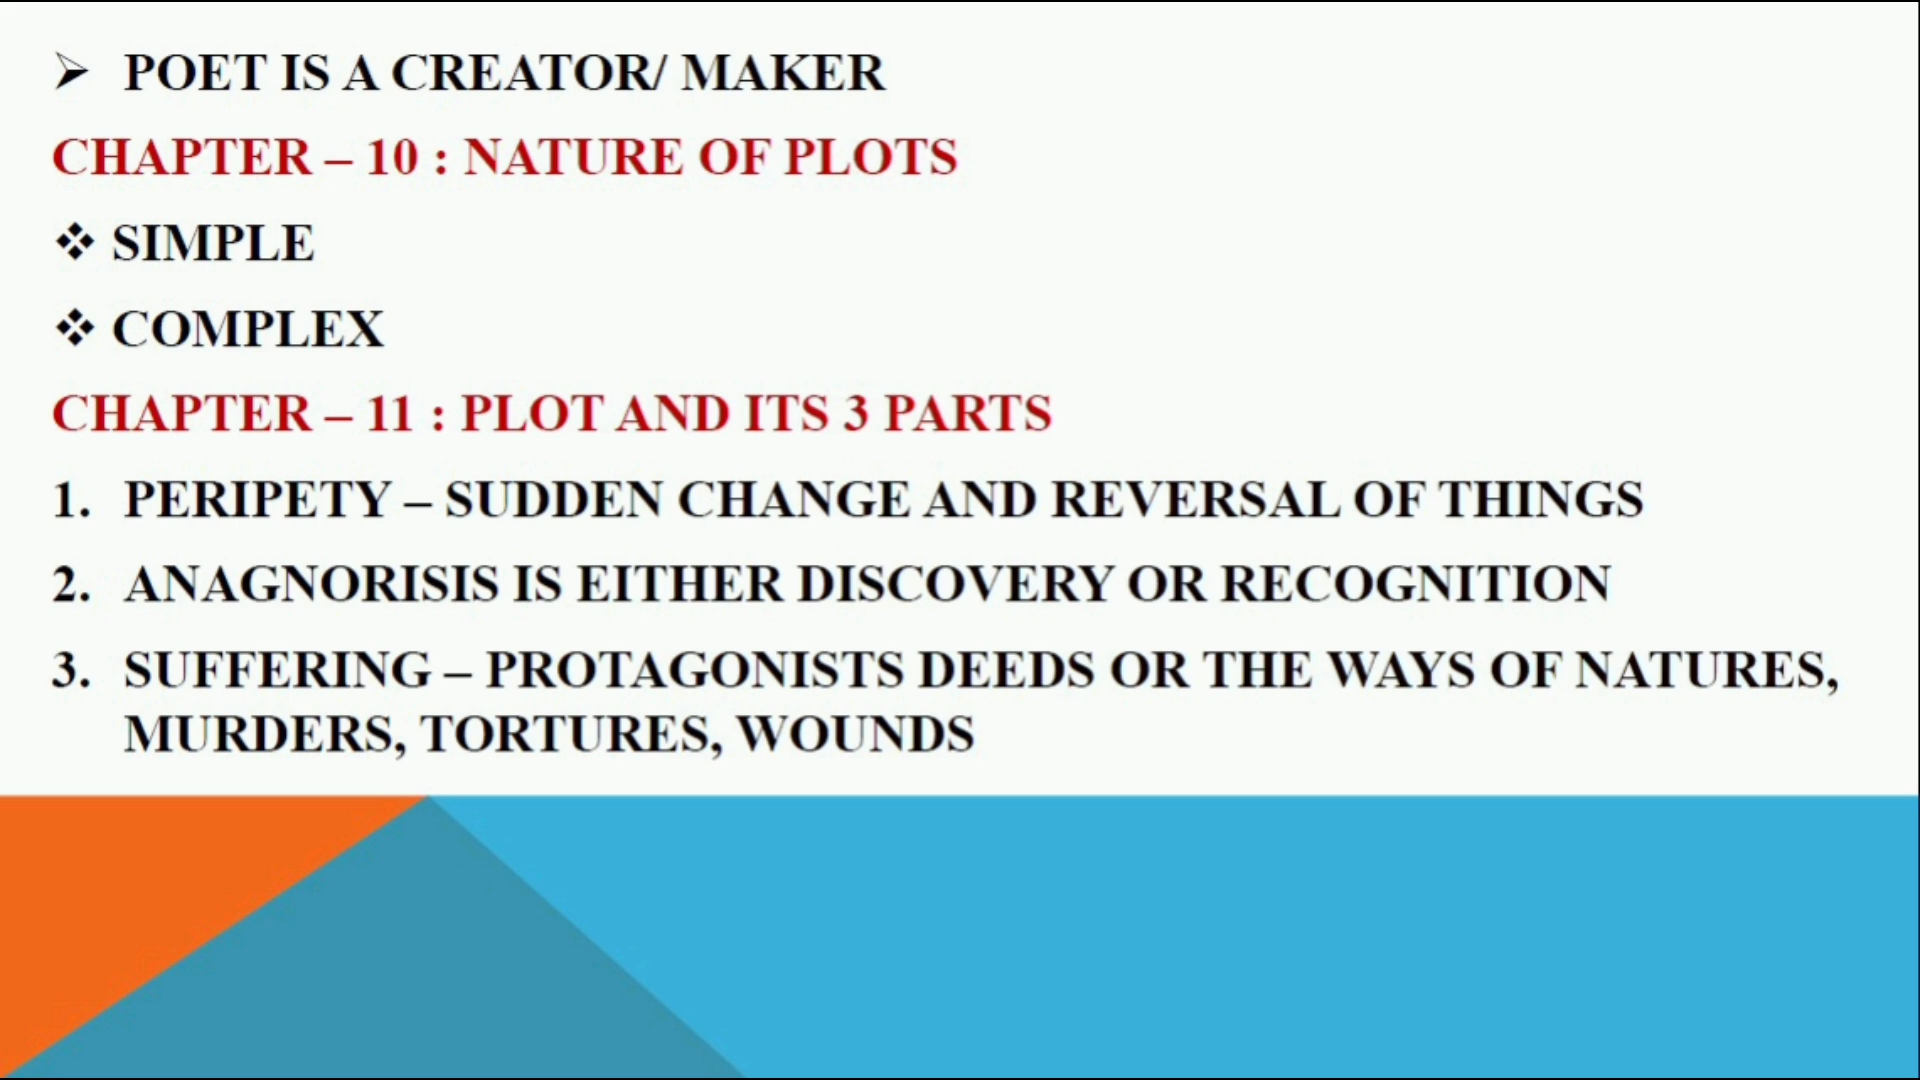 ➢ POET IS A CREATOR/ MAKER
CHAPTER – 10 : NATURE OF PLOTS
❖ SIMPLE
❖ COMPLEX
CHAPTER – 11 : PLOT AND ITS 3 PARTS
1. PERIPETY – SUDDEN CHANGE AND REVERSAL OF THINGS
2. ANAGNORISIS IS EITHER DISCOVERY OR RECOGNITION
3. SUFFERING – PROTAGONISTS DEEDS OR THE WAYS OF NATURES,
MURDERS, TORTURES, WOUNDS